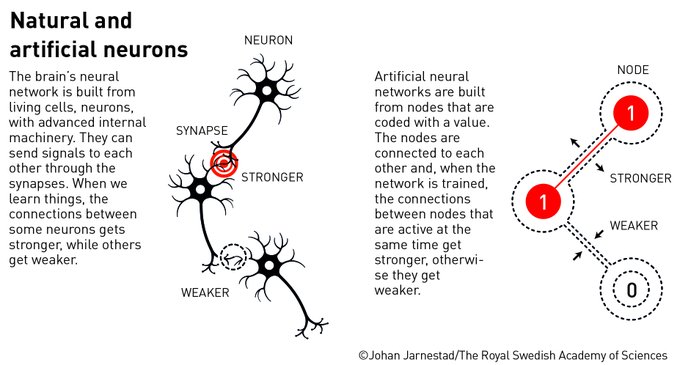 Natural and
artificial neurons
The brain's neural
network is built from
living cells, neurons,
with advanced internal
machinery. They can
send signals to each
other through the
synapses. When we
learn things, the
connections between
some neurons gets
stronger, while others
get weaker.
NEURON
SYNAPSE
STRONGER
WEAKER
Artificial neural
networks are built
from nodes that are
coded with a value.
The nodes are
connected to each
other and, when the
network is trained,
the connections
between nodes that
are active at the
same time get
stronger, otherwi-
se they get
weaker.
NODE
1
STRONGER
1
WEAKER
0
©Johan Jarnestad/The Royal Swedish Academy of Sciences